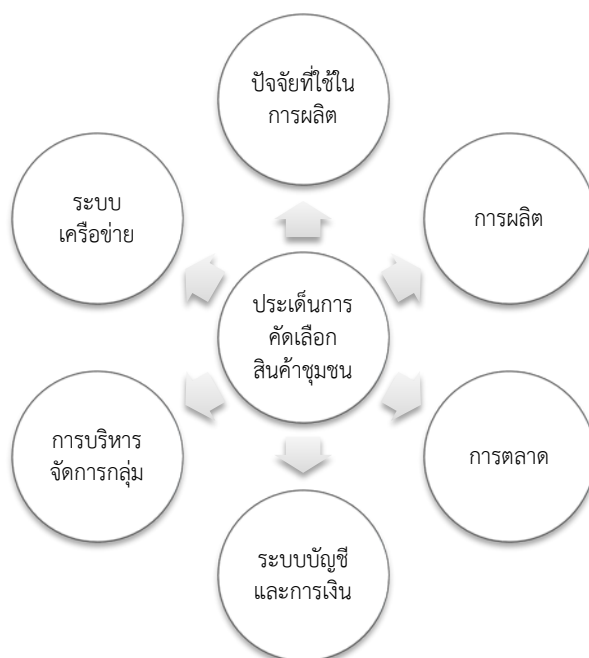 ปัจจัยที่ใช้ใน
การผลิต
ระบบ
เครือข่าย
การผลิต
ประเด็นการ
คัดเลือก
สินค้าชุมชน
การบริหาร
จัดการกลุ่ม
การตลาด
ระบบบัญชี
และการเงิน